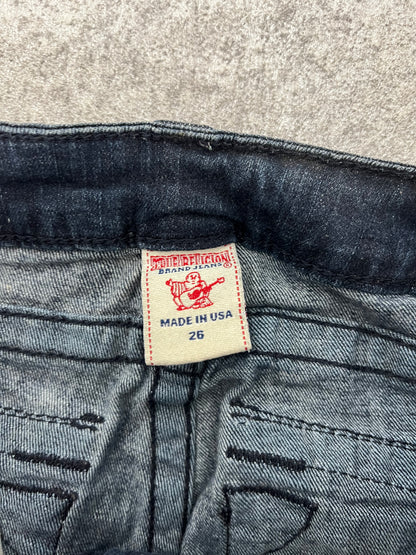 TRUE RELIGION®
BRAND JEANS
MADE IN USA
26